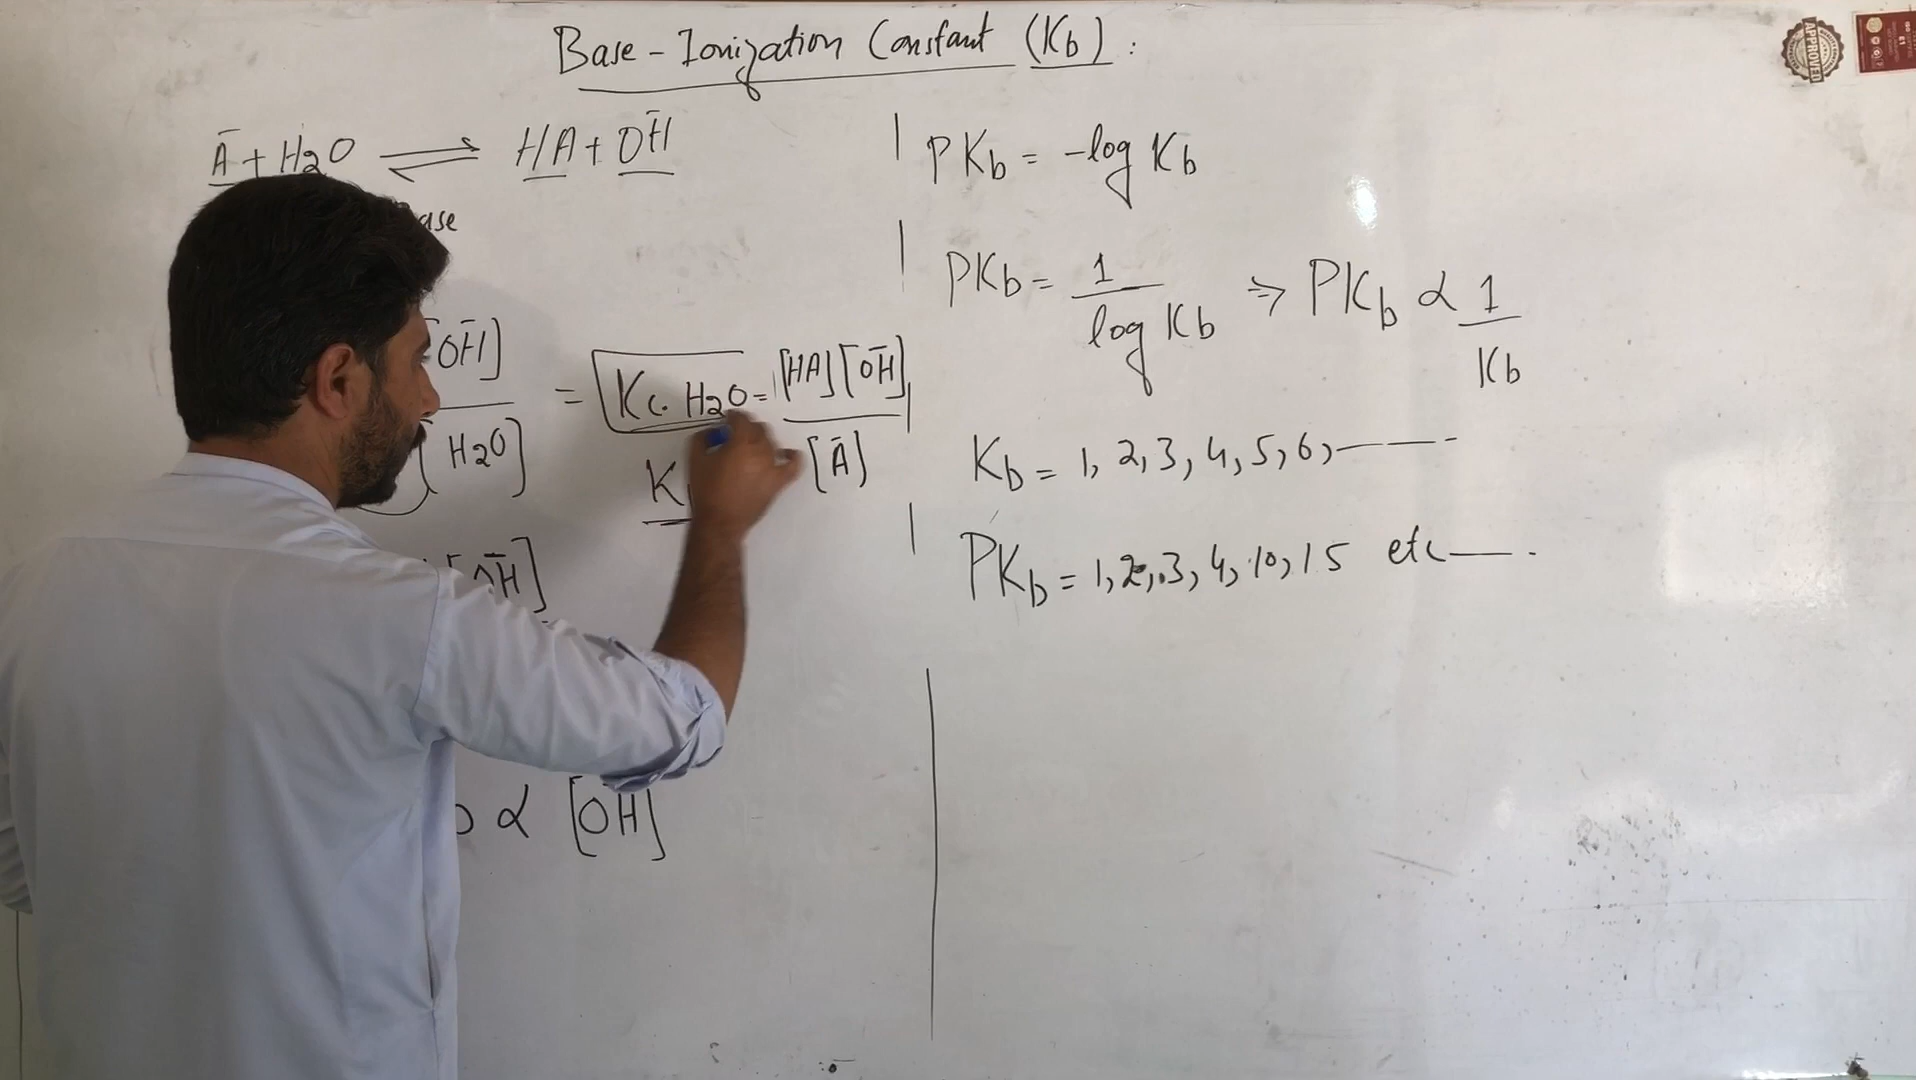 Base-Ionization Constant (Kb):
Ā + H2O ⇌ HA + OH̄
PKb = -log Kb
PKb = 1/log Kb ⇒ PKb α 1/Kb
[OH̄]
[H2O]
= Kc. H2O = [HA][OH̄]/[Ā]
Kb = 1, 2, 3, 4, 5, 6, ———
PKb = 1, 2, 3, 4, 10, 15 etc ——.
α [OH̄]
APPROVED